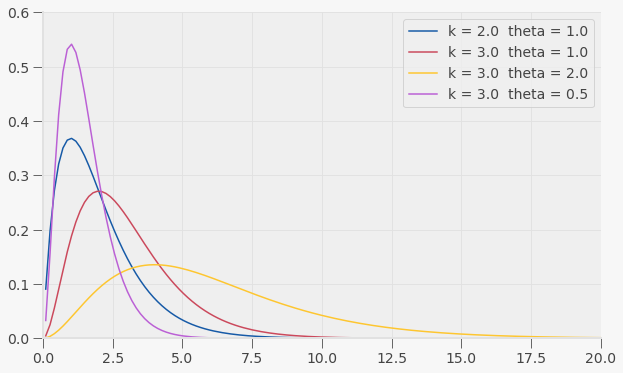 0.6
0.5
0.4
0.3
0.2
0.1
0.0
k = 2.0 theta = 1.0
k = 3.0 theta = 1.0
k = 3.0 theta = 2.0
k = 3.0 theta = 0.5
0.0 2.5 5.0 7.5 10.0 12.5 15.0 17.5 20.0